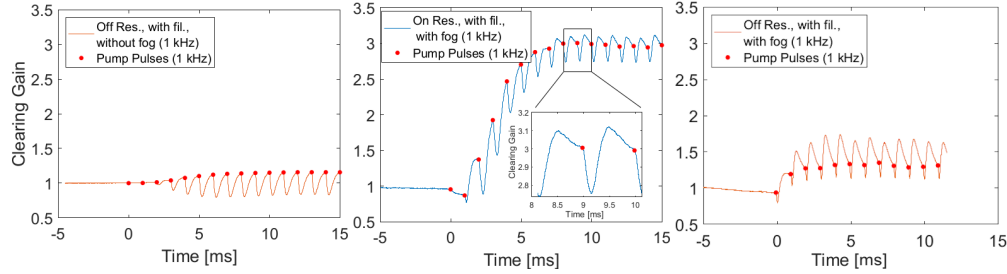 Clearing Gain
3.5
3
2.5
2
1.5
1
0.5
Off Res., with fil.,
without fog (1 kHz)
Pump Pulses (1 kHz)
-5
0
5
10
15
Time [ms]
3.5
3
2.5
2
1.5
1
0.5
On Res., with fil.,
with fog (1 kHz)
Pump Pulses (1 kHz)
Clearing Gain
3.2
3.1
3.0
2.9
2.8
8
9
10
Time [ms]
-5
0
5
10
15
Time [ms]
3.5
3
2.5
2
1.5
1
0.5
Off Res., with fil.,
with fog (1 kHz)
Pump Pulses (1 kHz)
-5
0
5
10
15
Time [ms]